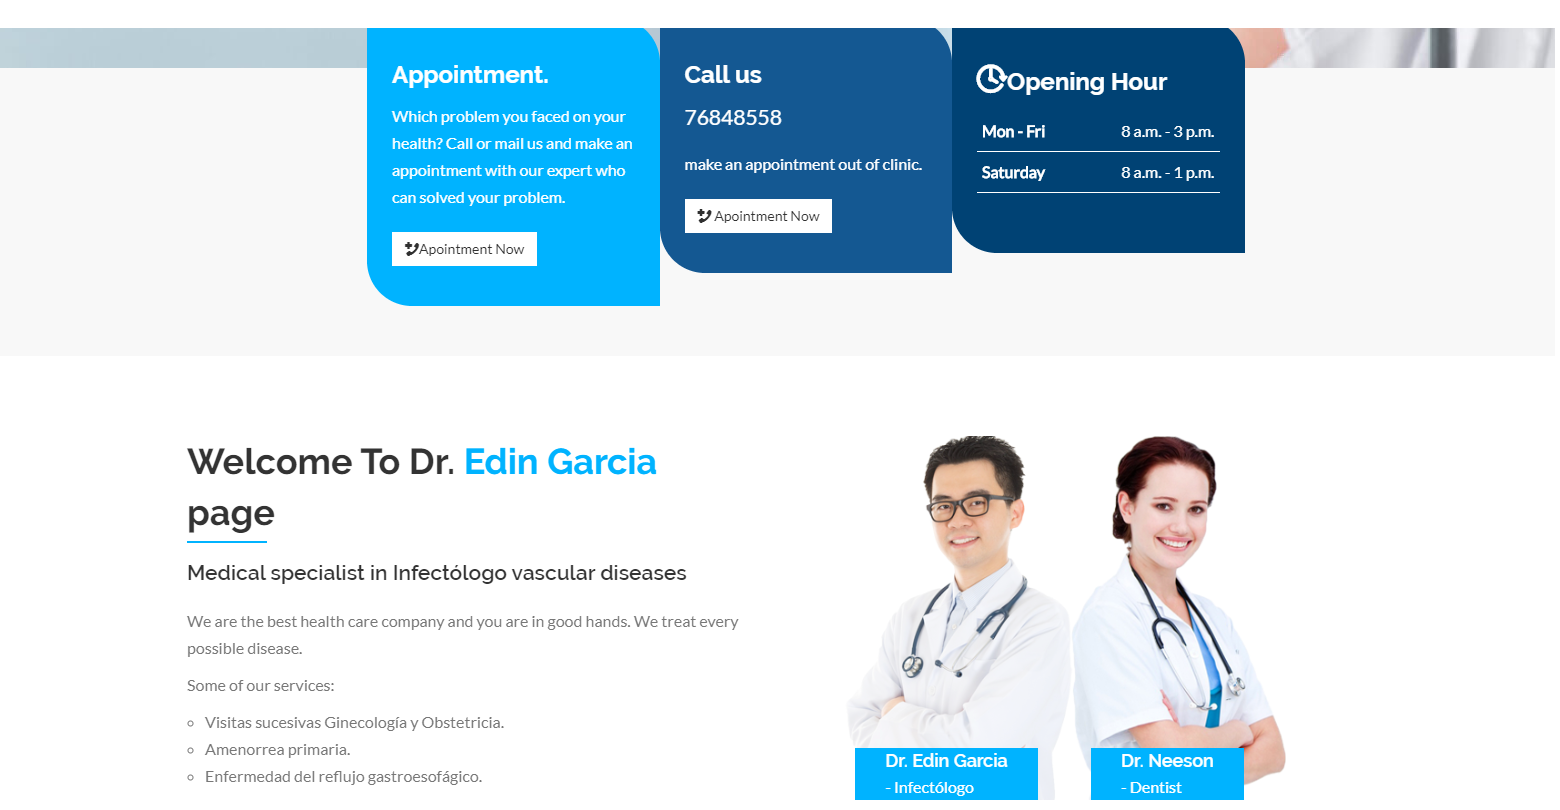 Appointment.
Which problem you faced on your
health? Call or mail us and make an
appointment with our expert who
can solved your problem.
Apointment Now
Call us
76848558
make an appointment out of clinic.
Apointment Now
Opening Hour
Mon - Fri 8 a.m. - 3 p.m.
Saturday 8 a.m. - 1 p.m.
Welcome To Dr. Edin Garcia
page
Medical specialist in Infectólogo vascular diseases
We are the best health care company and you are in good hands. We treat every
possible disease.
Some of our services:
Visitas sucesivas Ginecología y Obstetricia.
Amenorrea primaria.
Enfermedad del reflujo gastroesofágico.
Dr. Edin Garcia
- Infectólogo
Dr. Neeson
- Dentist